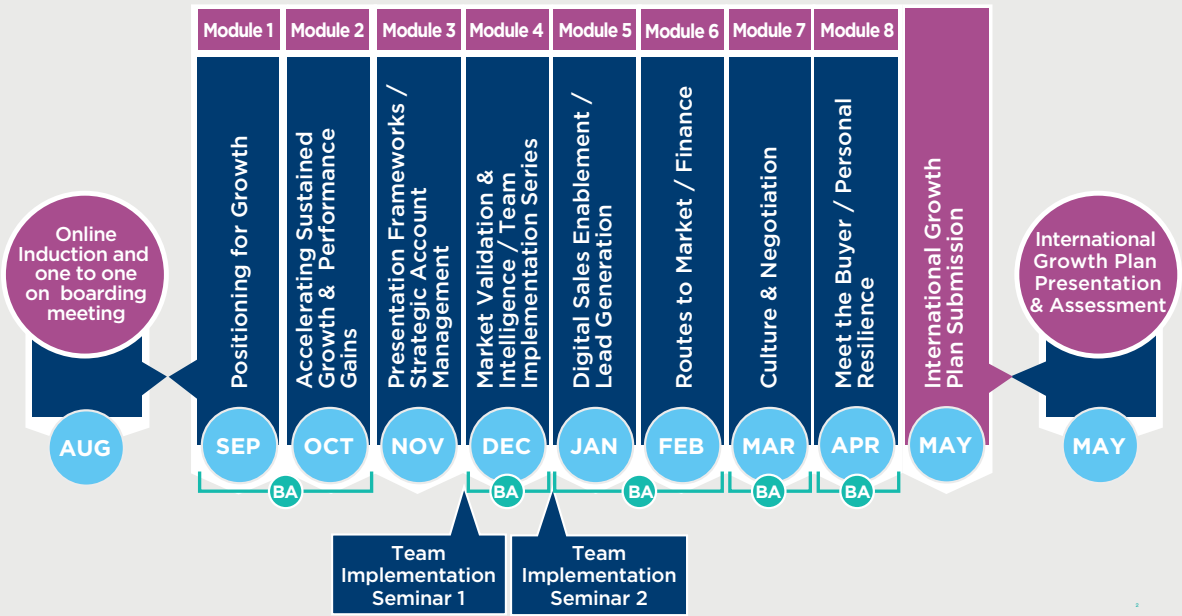 Module 1
Module 2
Module 3
Module 4
Module 5
Module 6
Module 7
Module 8
Online
Induction and
one to one
on boarding
meeting
Positioning for Growth
Accelerating Sustained
Growth & Performance
Gains
Presentation Frameworks /
Strategic Account
Management
Market Validation &
Intelligence / Team
Implementation Series
Digital Sales Enablement /
Lead Generation
Routes to Market / Finance
Culture & Negotiation
Meet the Buyer / Personal
Resilience
International Growth
Plan Submission
International
Growth Plan
Presentation
& Assessment
AUG
SEP
OCT
NOV
DEC
JAN
FEB
MAR
APR
MAY
MAY
BA
BA
BA
BA
BA
Team
Implementation
Seminar 1
Team
Implementation
Seminar 2